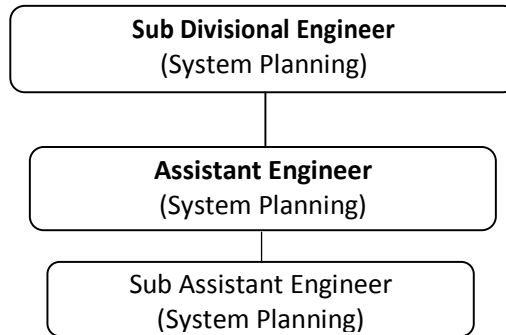 Sub Divisional Engineer
(System Planning)
Assistant Engineer
(System Planning)
Sub Assistant Engineer
(System Planning)